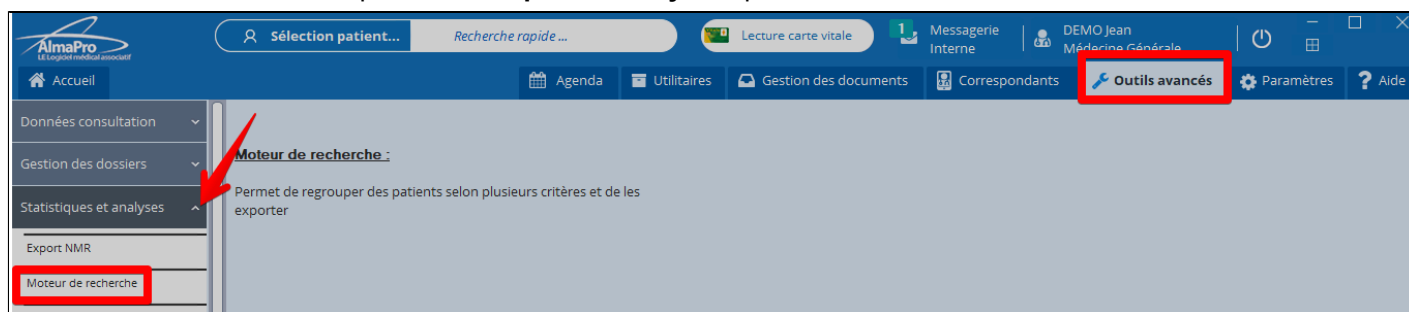 AlmaPro
LE Logiciel médical associatif
Sélection patient...
Recherche rapide ...
Lecture carte vitale
1
Messagerie
Interne
DEMO Jean
Médecine Générale
Accueil
Agenda
Utilitaires
Gestion des documents
Correspondants
Outils avancés
Paramètres
? Aide
Données consultation
Gestion des dossiers
Statistiques et analyses
Export NMR
Moteur de recherche
Moteur de recherche :
Permet de regrouper des patients selon plusieurs critères et de les
exporter